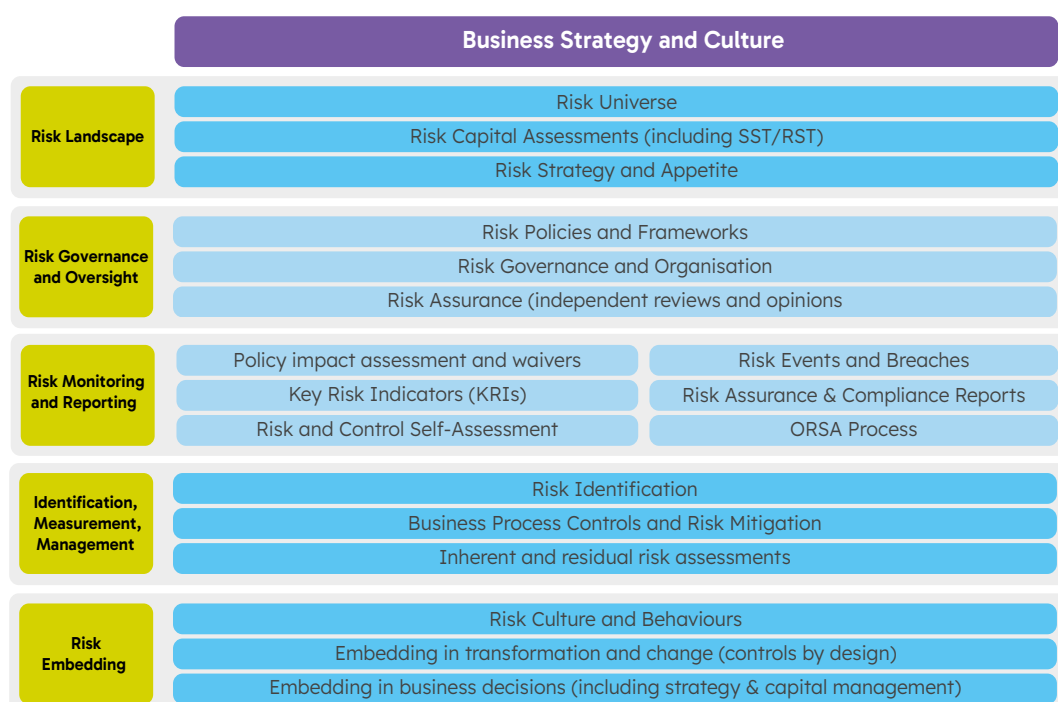 Business Strategy and Culture
Risk Landscape
Risk Universe
Risk Capital Assessments (including SST/RST)
Risk Strategy and Appetite
Risk Governance
and Oversight
Risk Policies and Frameworks
Risk Governance and Organisation
Risk Assurance (independent reviews and opinions
Risk Monitoring
and Reporting
Policy impact assessment and waivers
Key Risk Indicators (KRIs)
Risk and Control Self-Assessment
Risk Events and Breaches
Risk Assurance & Compliance Reports
ORSA Process
Identification,
Measurement,
Management
Risk Identification
Business Process Controls and Risk Mitigation
Inherent and residual risk assessments
Risk
Embedding
Risk Culture and Behaviours
Embedding in transformation and change (controls by design)
Embedding in business decisions (including strategy & capital management)